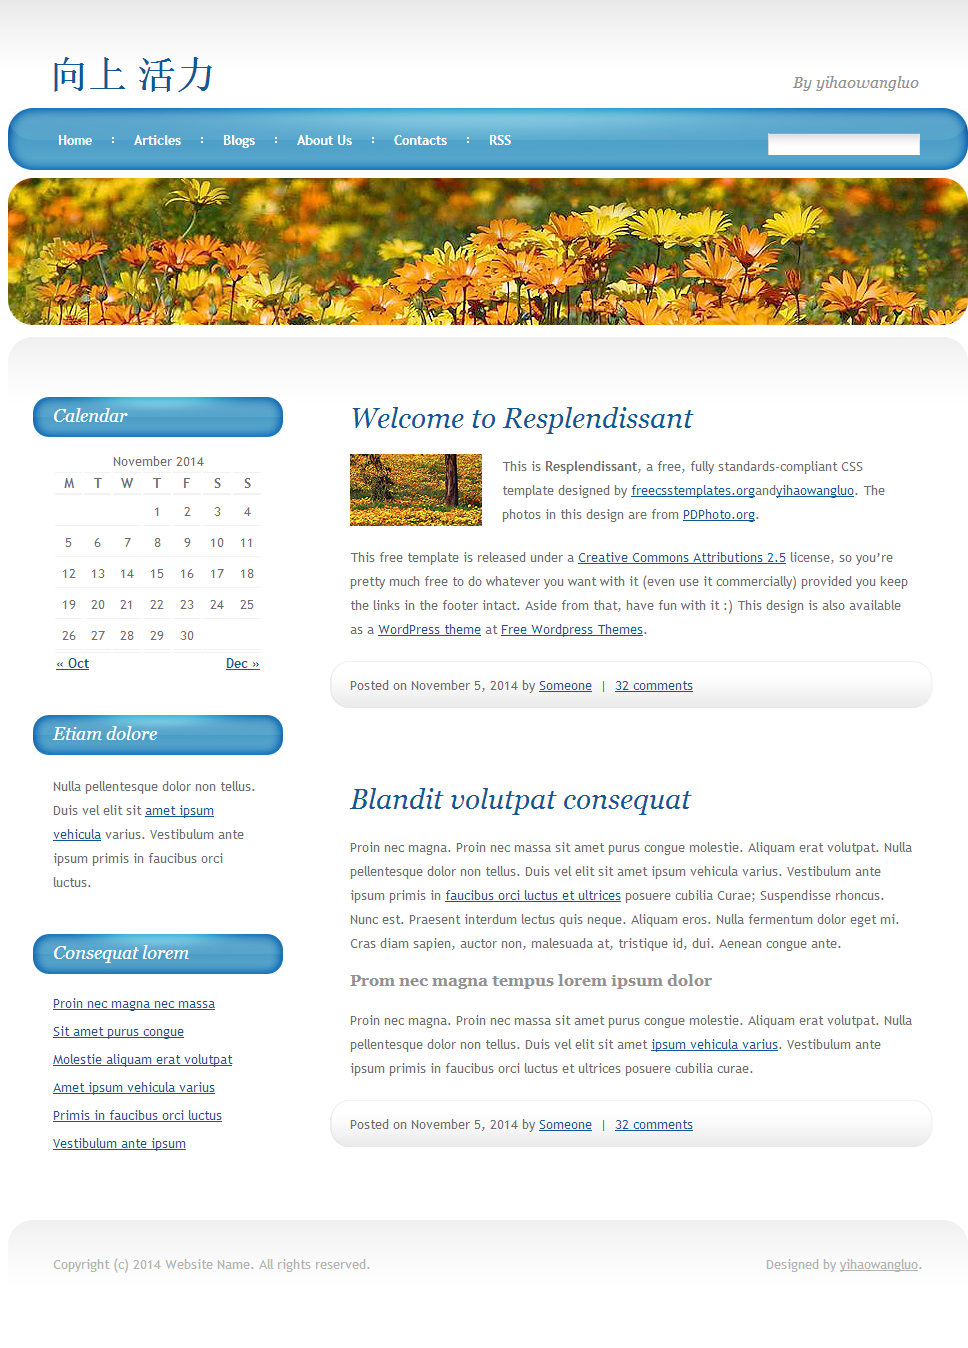 向上 活力
By yihaowangluo
Home : Articles : Blogs : About Us : Contacts : RSS
Calendar
November 2014
M T W T F S S
1 2 3 4
5 6 7 8 9 10 11
12 13 14 15 16 17 18
19 20 21 22 23 24 25
26 27 28 29 30
« Oct Dec »
Etiam dolore
Nulla pellentesque dolor non tellus.
Duis vel elit sit amet ipsum
vehicula varius. Vestibulum ante
ipsum primis in faucibus orci
luctus.
Consequat lorem
Proin nec magna nec massa
Sit amet purus congue
Molestie aliquam erat volutpat
Amet ipsum vehicula varius
Primis in faucibus orci luctus
Vestibulum ante ipsum
Welcome to Resplendissant
This is Resplendissant, a free, fully standards-compliant CSS
template designed by freecsstemplates.organdyihaowangluo. The
photos in this design are from PDPhoto.org.
This free template is released under a Creative Commons Attributions 2.5 license, so you’re
pretty much free to do whatever you want with it (even use it commercially) provided you keep
the links in the footer intact. Aside from that, have fun with it :) This design is also available
as a WordPress theme at Free Wordpress Themes.
Posted on November 5, 2014 by Someone | 32 comments
Blandit volutpat consequat
Proin nec magna. Proin nec massa sit amet purus congue molestie. Aliquam erat volutpat. Nulla
pellentesque dolor non tellus. Duis vel elit sit amet ipsum vehicula varius. Vestibulum ante
ipsum primis in faucibus orci luctus et ultrices posuere cubilia Curae; Suspendisse rhoncus.
Nunc est. Praesent interdum lectus quis neque. Aliquam eros. Nulla fermentum dolor eget mi.
Cras diam sapien, auctor non, malesuada at, tristique id, dui. Aenean congue ante.
Prom nec magna tempus lorem ipsum dolor
Proin nec magna. Proin nec massa sit amet purus congue molestie. Aliquam erat volutpat. Nulla
pellentesque dolor non tellus. Duis vel elit sit amet ipsum vehicula varius. Vestibulum ante
ipsum primis in faucibus orci luctus et ultrices posuere cubilia curae.
Posted on November 5, 2014 by Someone | 32 comments
Copyright (c) 2014 Website Name. All rights reserved.
Designed by yihaowangluo.